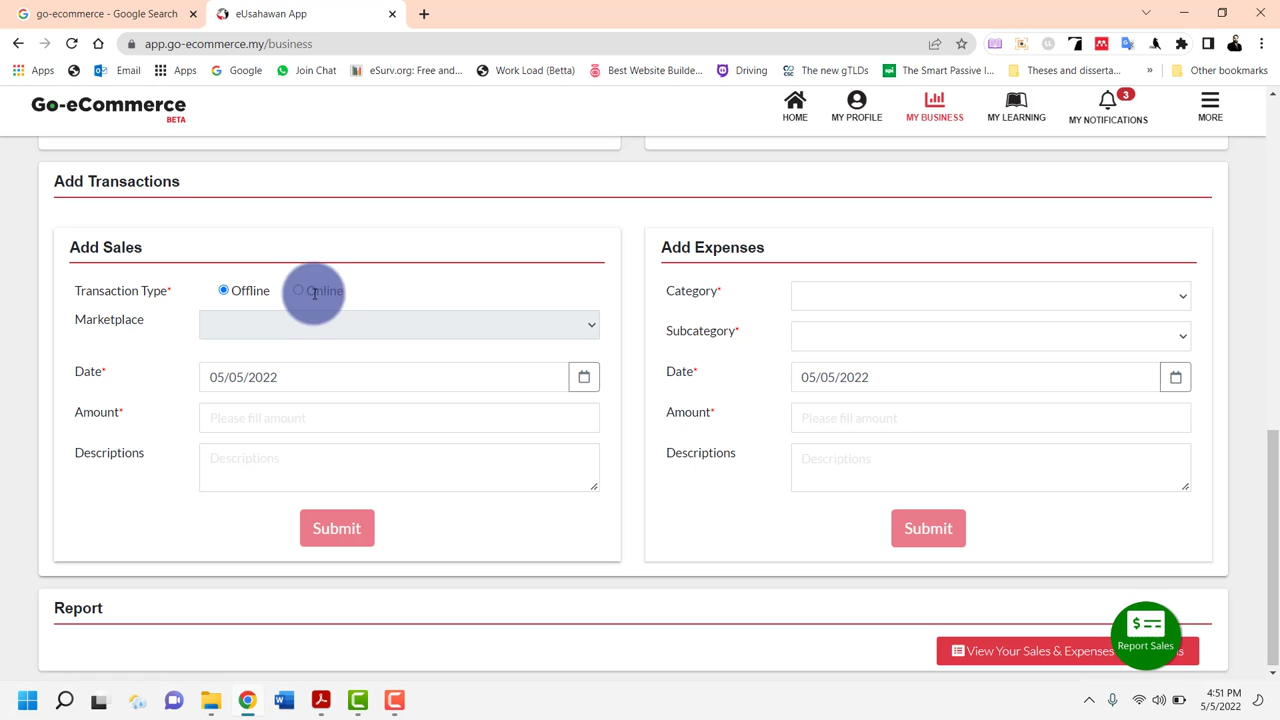 go-ecommerce - Google Search
eUsahawan App
app.go-ecommerce.my/business
Apps
Email
Google
Join Chat
eSurv.org: Free and...
Work Load (Betta)
Best Website Builde...
Driving
The new gTLDs
The Smart Passive I...
Theses and disserta...
Other bookmarks
Go-eCommerce
BETA
HOME
MY PROFILE
MY BUSINESS
MY LEARNING
3
MY NOTIFICATIONS
MORE
Add Transactions
Add Sales
Transaction Type*
Offline
Online
Marketplace
Date*
05/05/2022
Amount*
Please fill amount
Descriptions
Descriptions
Submit
Add Expenses
Category*
Subcategory*
Date*
05/05/2022
Amount*
Please fill amount
Descriptions
Descriptions
Submit
Report
View Your Sales & Expenses
Report Sales
4:51 PM
5/5/2022